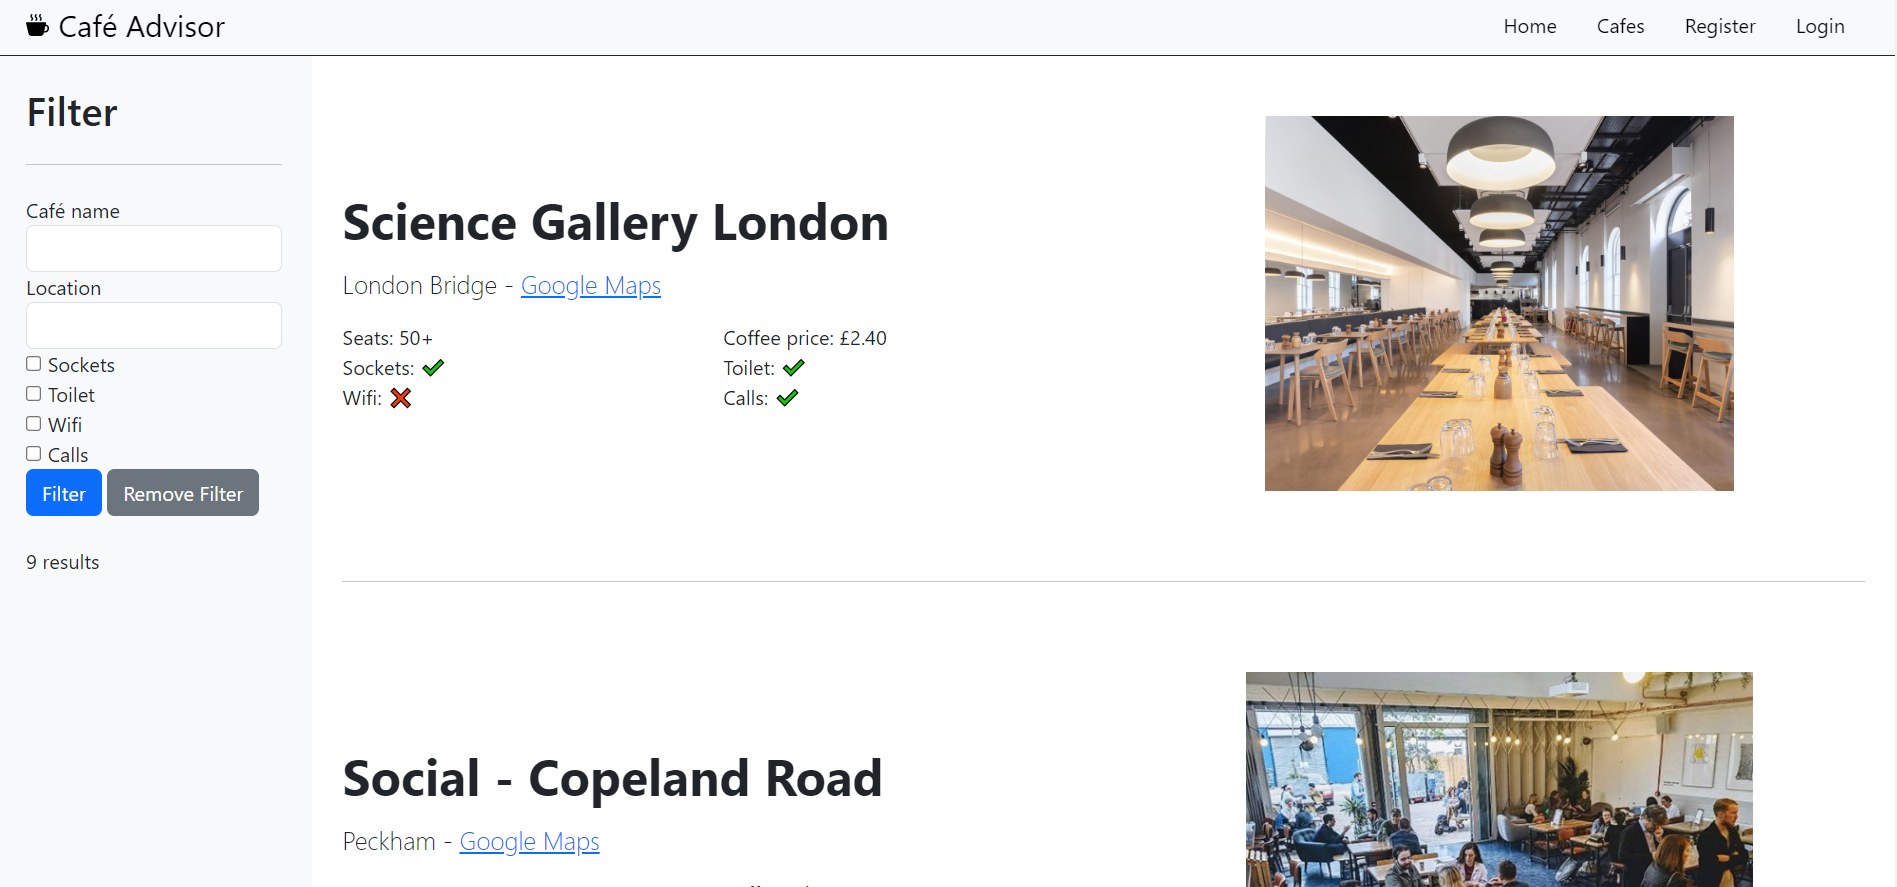 Café Advisor
Home Cafes Register Login
Filter
Café name
Location
Sockets
Toilet
Wifi
Calls
Filter Remove Filter
9 results
Science Gallery London
London Bridge - Google Maps
Seats: 50+ Coffee price: £2.40
Sockets: ✔ Toilet: ✔
Wifi: ❌ Calls: ✔
Social - Copeland Road
Peckham - Google Maps